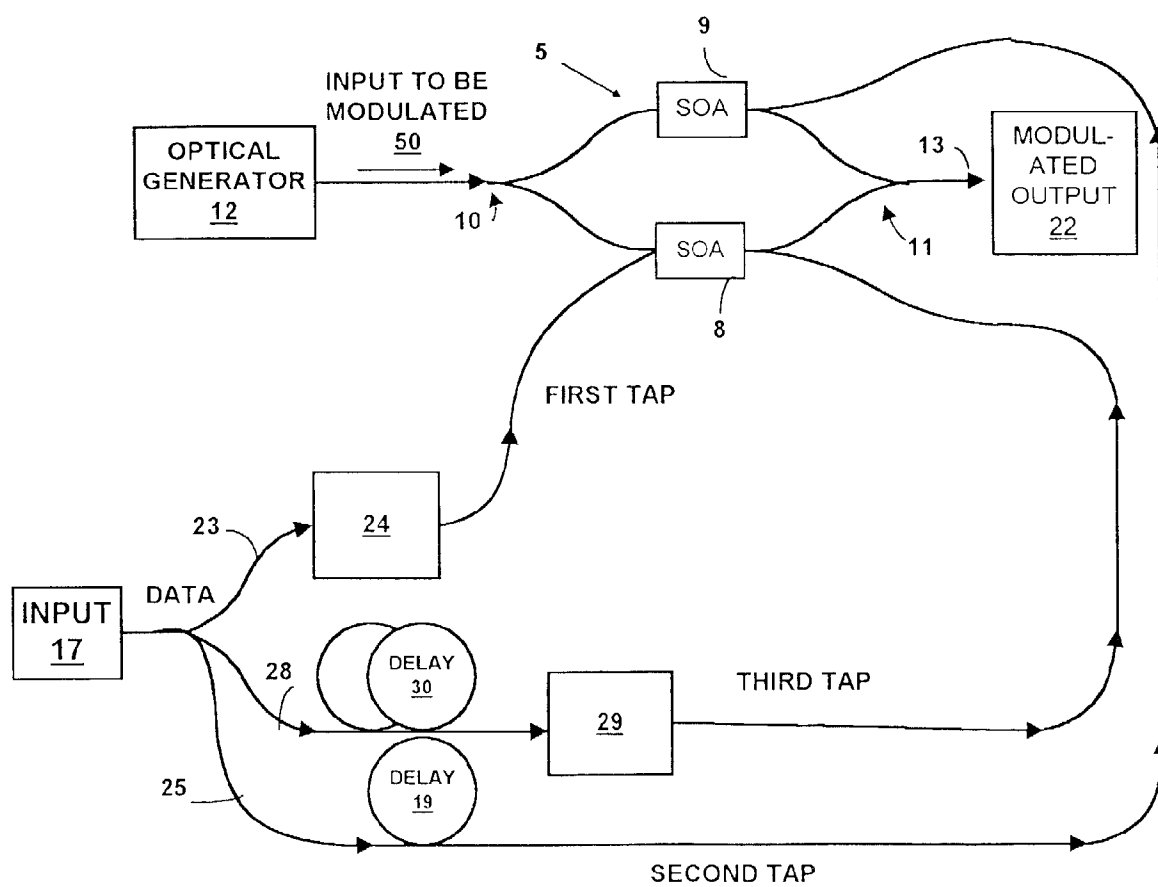 9
5
INPUT TO BE
MODULATED
50
SOA
OPTICAL
GENERATOR
12
10
13
MODUL-
ATED
OUTPUT
22
11
SOA
8
FIRST TAP
23
24
DATA
INPUT
17
28
DELAY
30
29
THIRD TAP
25
DELAY
19
SECOND TAP